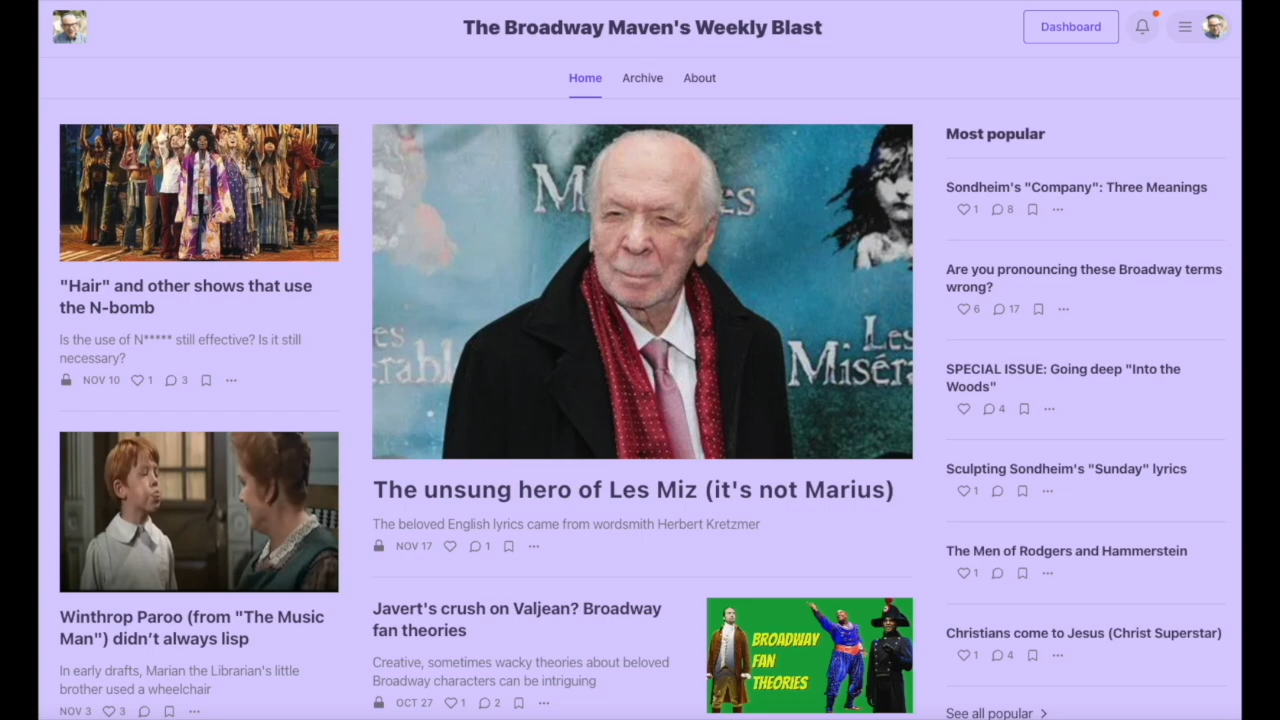 The Broadway Maven's Weekly Blast
Dashboard
Home
Archive
About
"Hair" and other shows that use
the N-bomb
Is the use of N***** still effective? Is it still
necessary?
NOV 10
1
3
Winthrop Paroo (from "The Music
Man") didn’t always lisp
In early drafts, Marian the Librarian's little
brother used a wheelchair
NOV 3
3
M
es
es
érabl
Les
Miséra
The unsung hero of Les Miz (it's not Marius)
The beloved English lyrics came from wordsmith Herbert Kretzmer
NOV 17
1
Javert's crush on Valjean? Broadway
fan theories
Creative, sometimes wacky theories about beloved
Broadway characters can be intriguing
OCT 27
1
2
BROADWAY
FAN
THEORIES
Most popular
Sondheim's "Company": Three Meanings
1
8
Are you pronouncing these Broadway terms
wrong?
6
17
SPECIAL ISSUE: Going deep "Into the
Woods"
4
Sculpting Sondheim's "Sunday" lyrics
1
The Men of Rodgers and Hammerstein
1
Christians come to Jesus (Christ Superstar)
1
4
See all popular